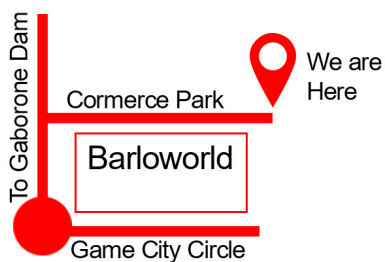 To Gaborone Dam
Cormerce Park
We are
Here
Barloworld
Game City Circle